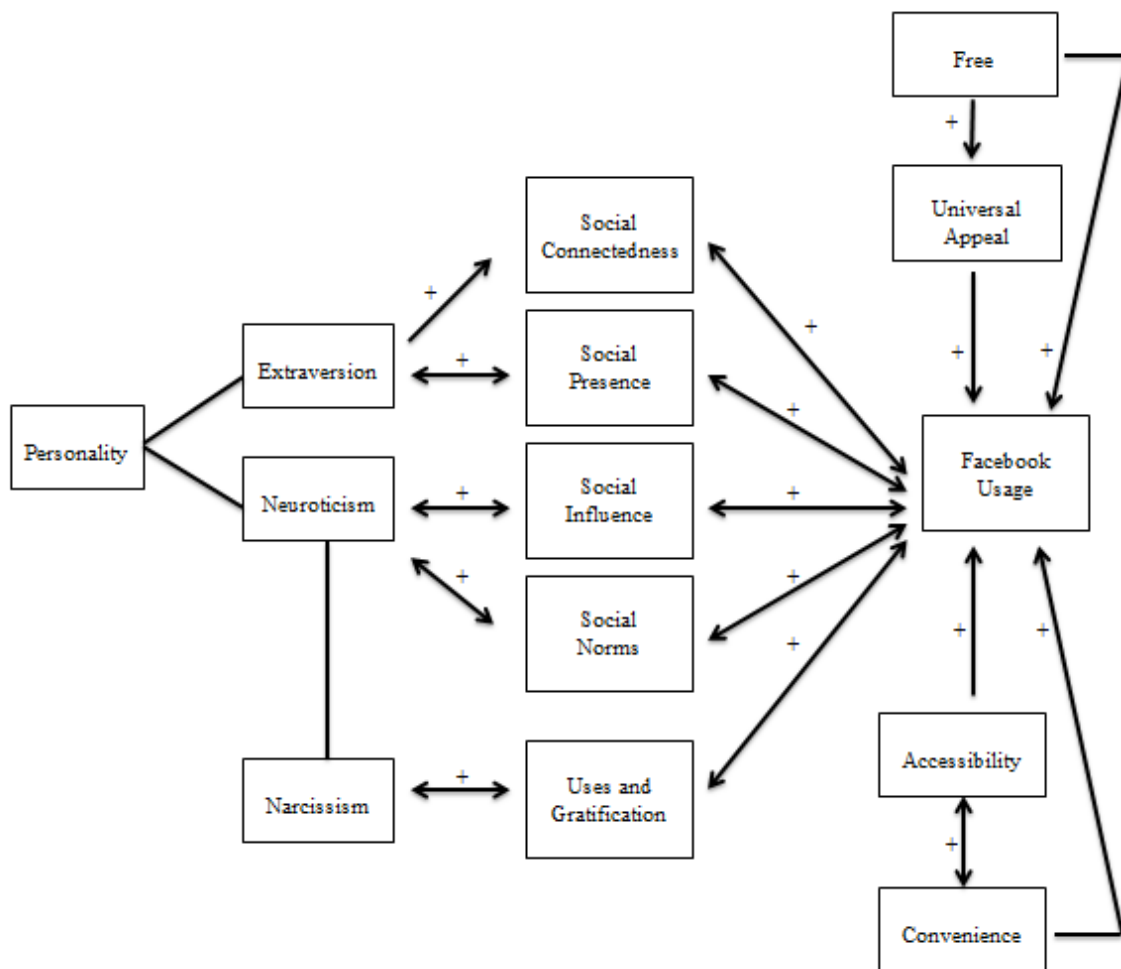 Free
+
Universal
Appeal
+
+
Social
Connectedness
+
+
Extraversion
+
Social
Presence
+
Personality
Neuroticism
+
Social
Influence
+
Facebook
Usage
+
Social
Norms
+
+
+
+
Narcissism
+
Uses and
Gratification
Accessibility
+
Convenience